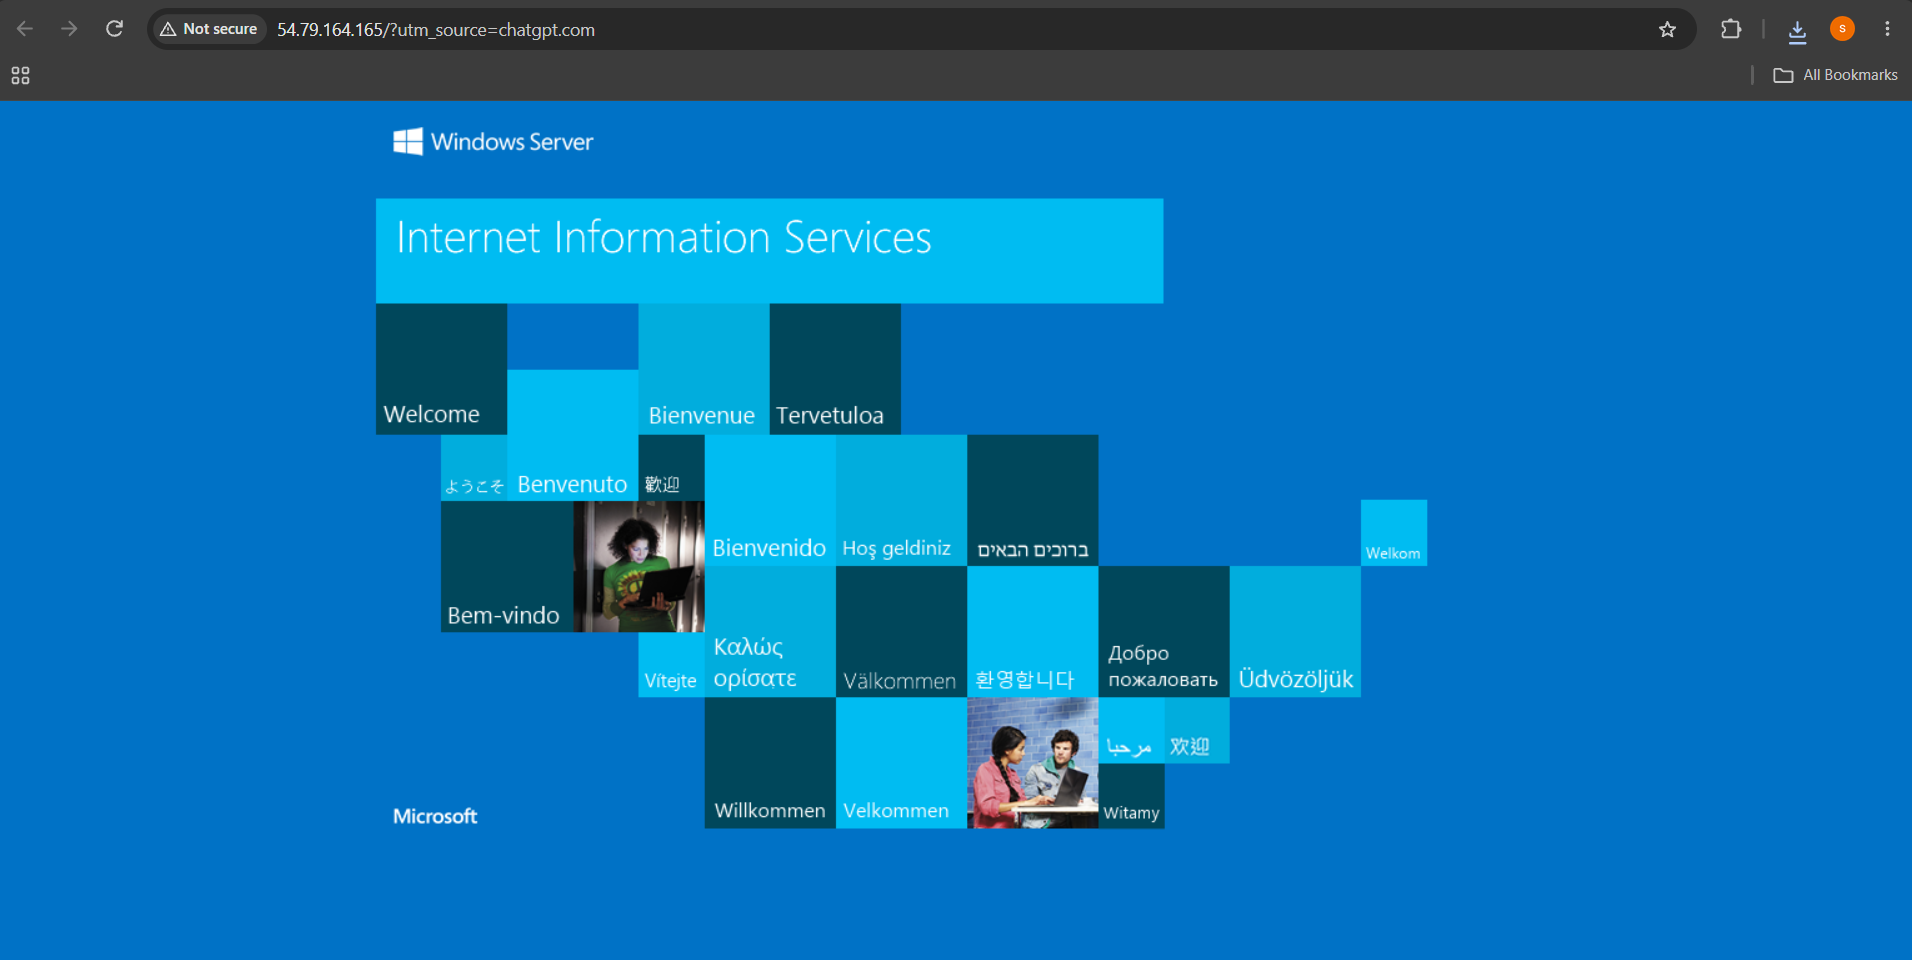 Not secure
54.79.164.165/?utm_source=chatgpt.com
S
All Bookmarks
Windows Server
Internet Information Services
Welcome
Bienvenue
Tervetuloa
ようこそ
Benvenuto
歡迎
Bienvenido
Hoş geldiniz
ברוכים הבאים
Welkom
Bem-vindo
Vítejte
Καλώς
ορίσατε
Välkommen
환영합니다
Добро
пожаловать
Üdvözöljük
مرحبا
欢迎
Willkommen
Velkommen
Witamy
Microsoft